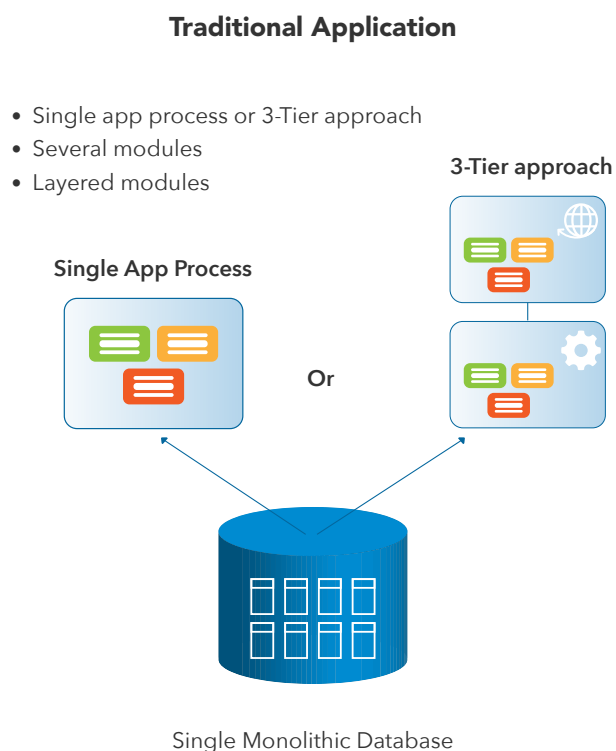 Traditional Application
• Single app process or 3-Tier approach
• Several modules
• Layered modules
3-Tier approach
Single App Process
Or
Single Monolithic Database